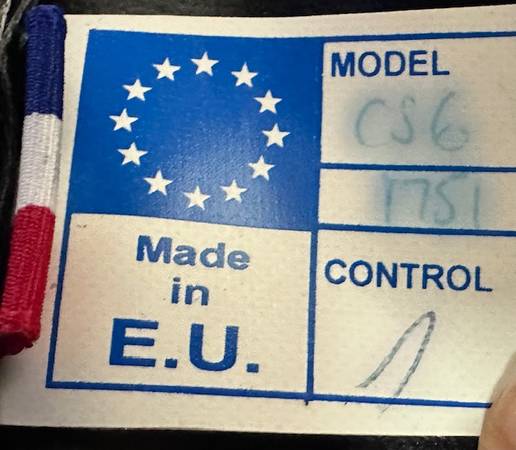 MODEL
CS6
1751
Made
in
E.U.
CONTROL